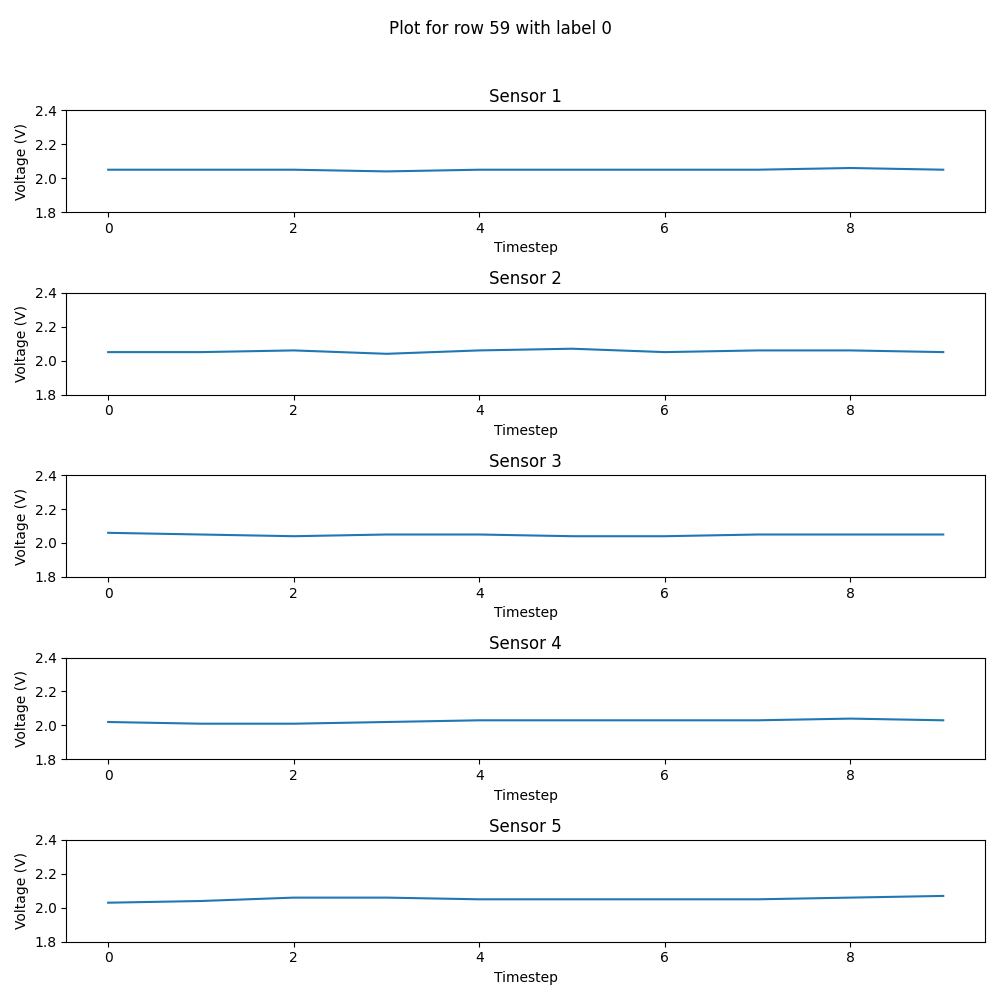 Plot for row 59 with label 0
Sensor 1
Voltage (V)
2.4
2.2
2.0
1.8
0 2 4 6 8
Timestep
Sensor 2
Voltage (V)
2.4
2.2
2.0
1.8
0 2 4 6 8
Timestep
Sensor 3
Voltage (V)
2.4
2.2
2.0
1.8
0 2 4 6 8
Timestep
Sensor 4
Voltage (V)
2.4
2.2
2.0
1.8
0 2 4 6 8
Timestep
Sensor 5
Voltage (V)
2.4
2.2
2.0
1.8
0 2 4 6 8
Timestep